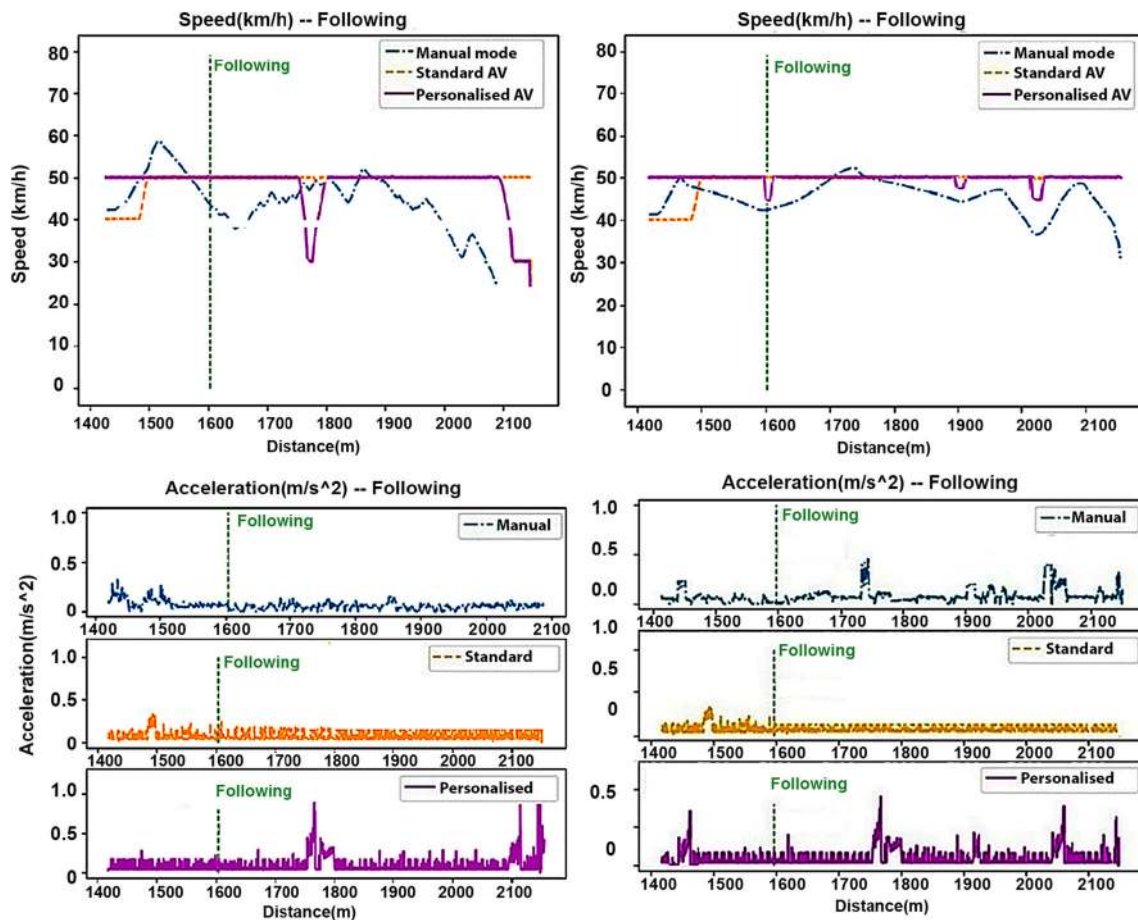 Speed(km/h) -- Following
80
70
60
50
40
30
20
10
0
Speed (km/h)
Following
Manual mode
Standard AV
Personalised AV
1400 1500 1600 1700 1800 1900 2000 2100
Distance(m)
Speed(km/h) -- Following
80
70
60
50
40
30
20
10
0
Speed (km/h)
Following
Manual mode
Standard AV
Personalised AV
1400 1500 1600 1700 1800 1900 2000 2100
Distance(m)
Acceleration(m/s^2) -- Following
Acceleration(m/s^2)
1.0
0.5
0
Following
Manual
1400 1500 1600 1700 1800 1900 2000 2100
1.0
0.5
0
Following
Standard
1400 1500 1600 1700 1800 1900 2000 2100
1.0
0.5
0
Following
Personalised
1400 1500 1600 1700 1800 1900 2000 2100
Distance(m)
Acceleration(m/s^2) -- Following
1.0
0.5
0.0
Following
Manual
1400 1500 1600 1700 1800 1900 2000 2100
1.0
0.5
0
Following
Standard
1400 1500 1600 1700 1800 1900 2000 2100
0.5
0
Following
Personalised
1400 1500 1600 1700 1800 1900 2000 2100
Distance(m)